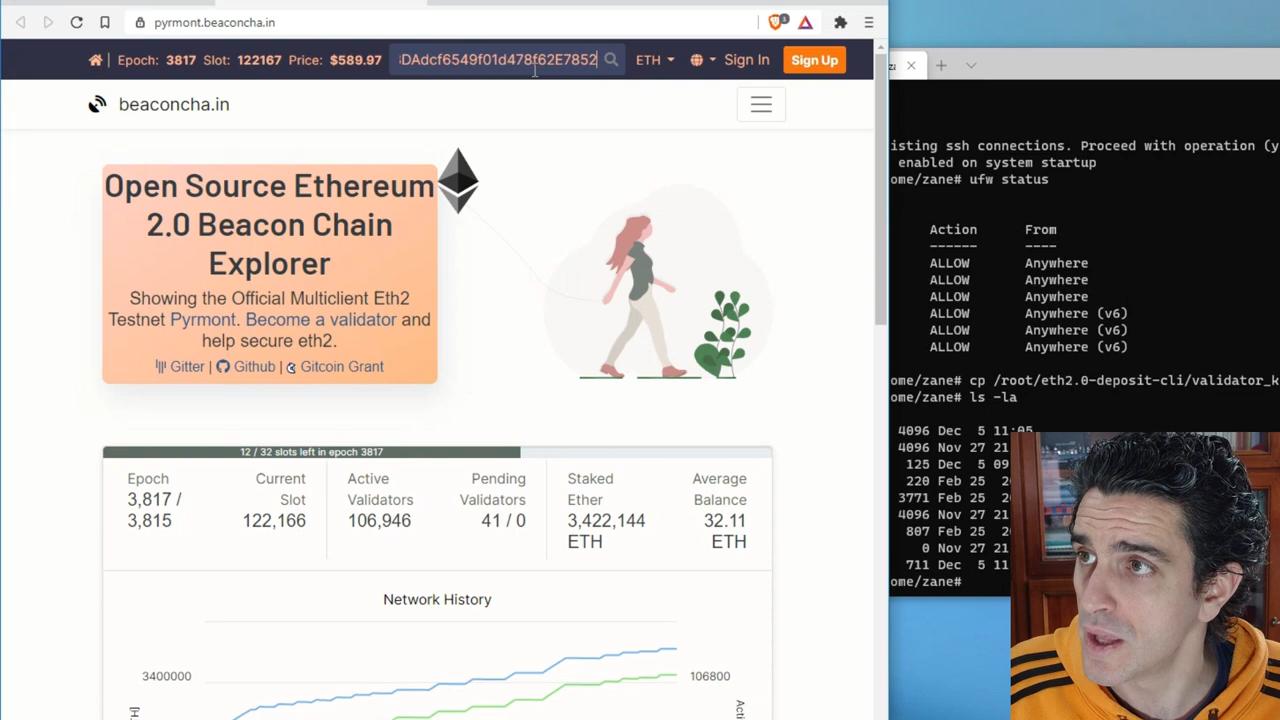 pyrmont.beaconcha.in
3
Epoch: 3817 Slot: 122167 Price: $589.97
DAdcf6549f01d478f62E7852
ETH
Sign In
Sign Up
beaconcha.in
Open Source Ethereum
2.0 Beacon Chain
Explorer
Showing the Official Multiclient Eth2
Testnet Pyrmont. Become a validator and
help secure eth2.
Gitter | Github | Gitcoin Grant
12 / 32 slots left in epoch 3817
Epoch
3,817 /
3,815
Current
Slot
122,166
Active
Validators
106,946
Pending
Validators
41 / 0
Staked
Ether
3,422,144
ETH
Average
Balance
32.11
ETH
Network History
3400000
106800
isting ssh connections. Proceed with operation (y
enabled on system startup
ome/zane# ufw status
Action From
------ ----
ALLOW Anywhere
ALLOW Anywhere
ALLOW Anywhere
ALLOW Anywhere (v6)
ALLOW Anywhere (v6)
ALLOW Anywhere (v6)
ome/zane# cp /root/eth2.0-deposit-cli/validator_k
ome/zane# ls -la
4096 Dec 5 11:05
4096 Nov 27 21
125 Dec 5 09
220 Feb 25 2
3771 Feb 25 2
4096 Nov 27 21
807 Feb 25 2
0 Nov 27 21
711 Dec 5 11
ome/zane#